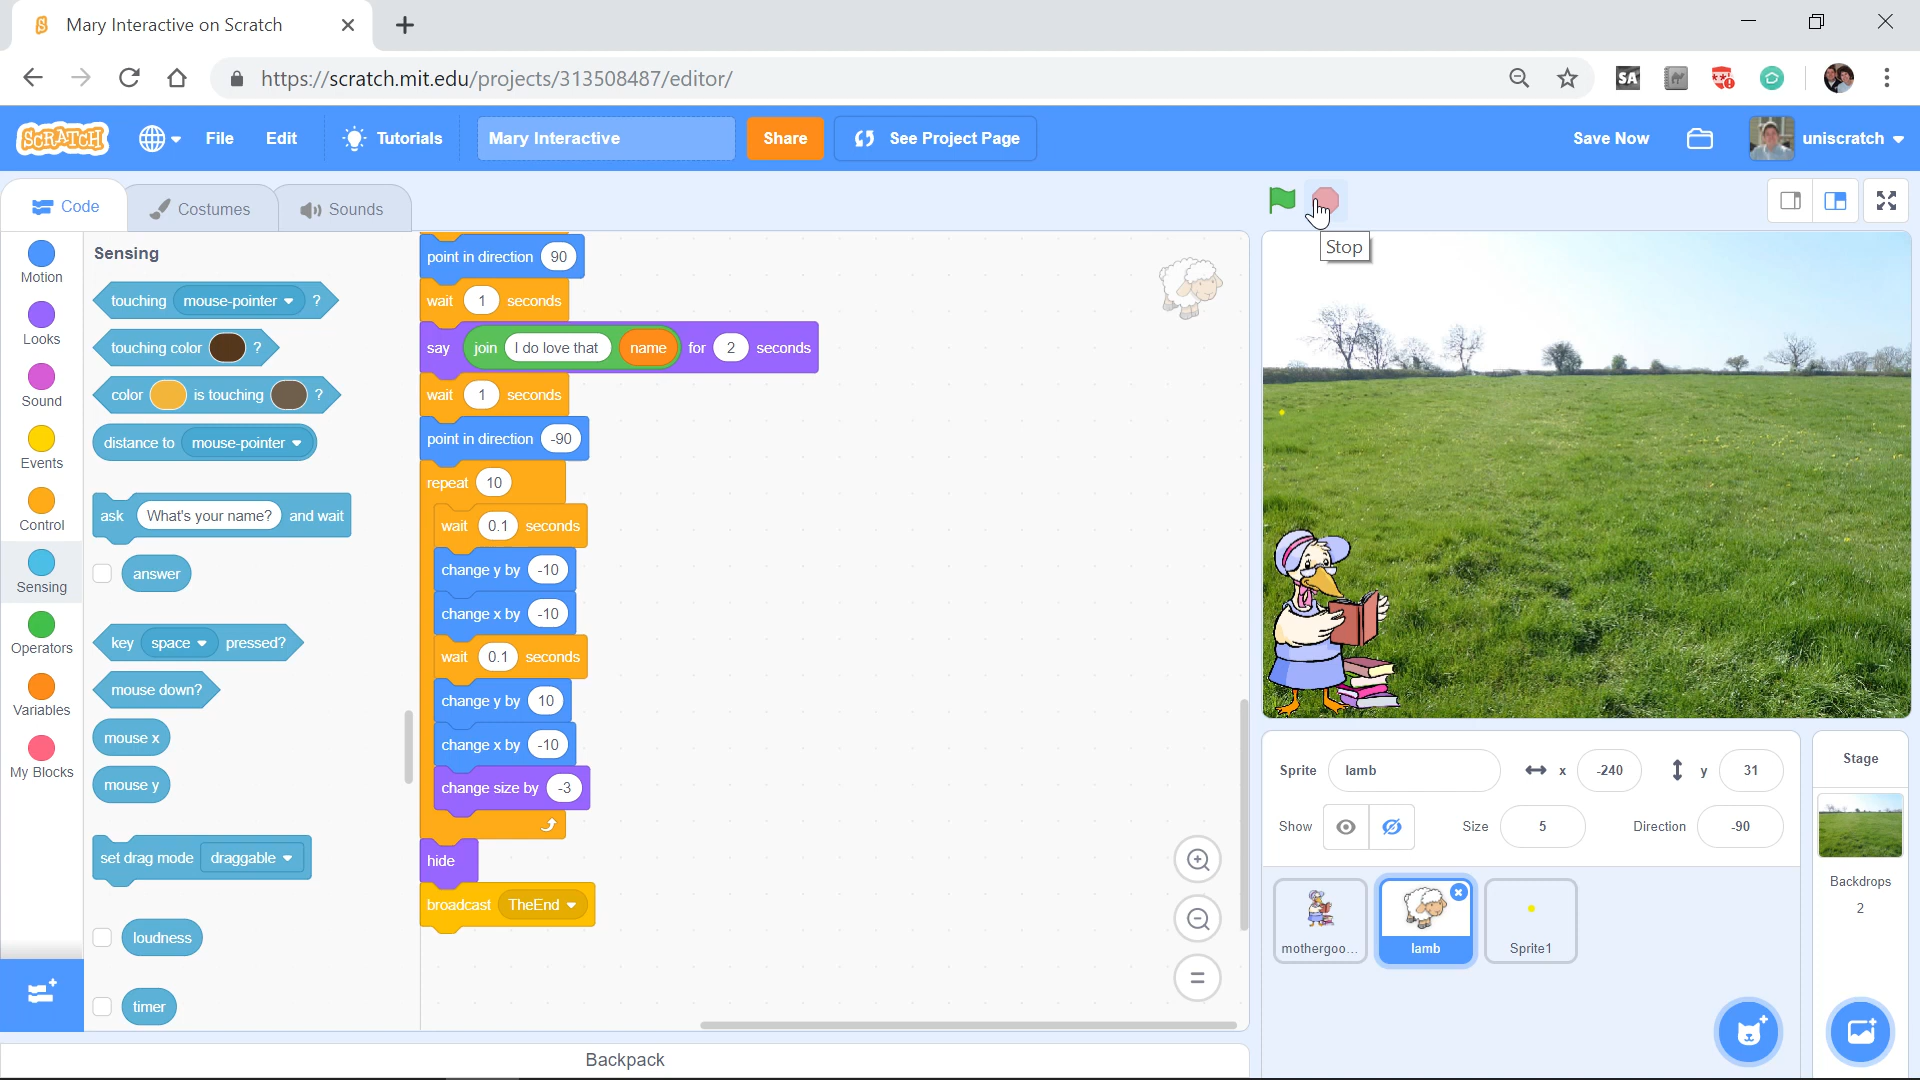 Mary Interactive on Scratch
https://scratch.mit.edu/projects/313508487/editor/
SA
SCRATCH
File
Edit
Tutorials
Mary Interactive
Share
See Project Page
Save Now
uniscratch
Code
Costumes
Sounds
Stop
Motion
Looks
Sound
Events
Control
Sensing
Operators
Variables
My Blocks
Sensing
touching mouse-pointer ?
touching color ?
color is touching ?
distance to mouse-pointer
ask What's your name? and wait
answer
key space pressed?
mouse down?
mouse x
mouse y
set drag mode draggable
loudness
timer
point in direction 90
wait 1 seconds
say join I do love that name for 2 seconds
wait 1 seconds
point in direction -90
repeat 10
wait 0.1 seconds
change y by -10
change x by -10
wait 0.1 seconds
change y by 10
change x by -10
change size by -3
hide
broadcast TheEnd
Backpack
Sprite lamb x -240 y 31
Show Size 5 Direction -90
mothergoo...
lamb
Sprite1
Stage
Backdrops
2